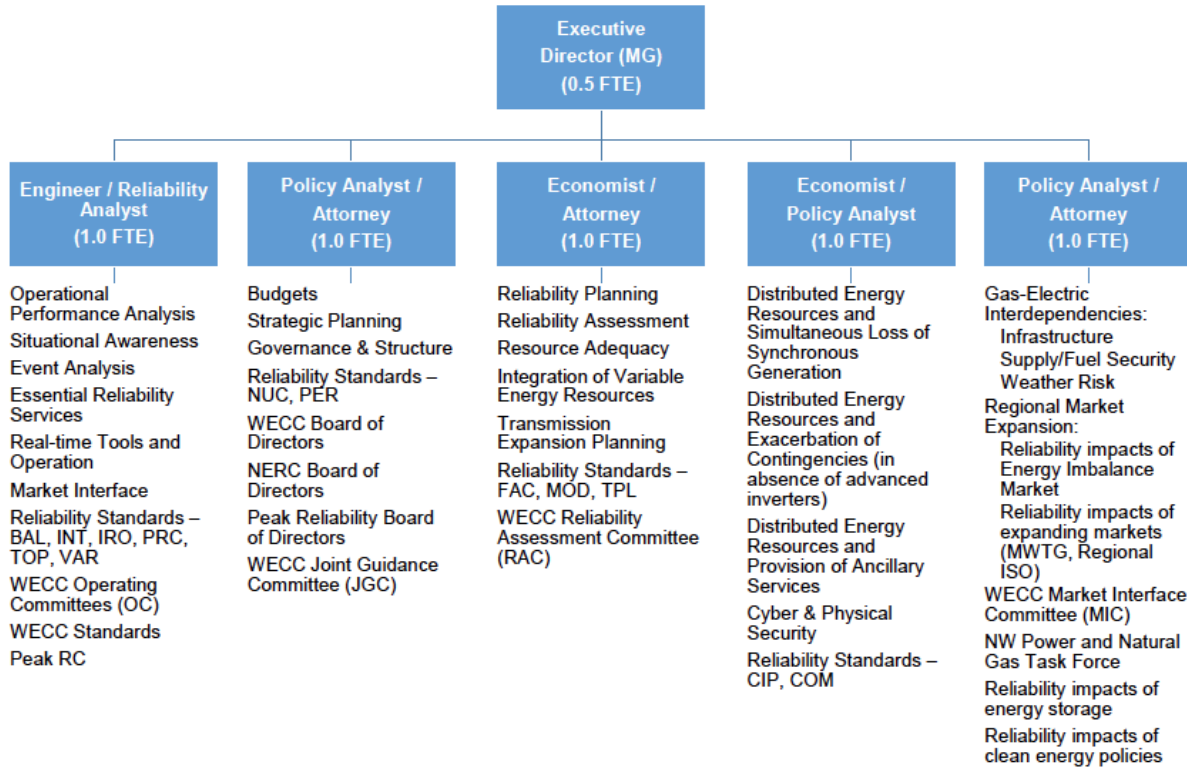 Executive
Director (MG)
(0.5 FTE)
Engineer / Reliability
Analyst
(1.0 FTE)
Operational
Performance Analysis
Situational Awareness
Event Analysis
Essential Reliability
Services
Real-time Tools and
Operation
Market Interface
Reliability Standards –
BAL, INT, IRO, PRC,
TOP, VAR
WECC Operating
Committees (OC)
WECC Standards
Peak RC
Policy Analyst /
Attorney
(1.0 FTE)
Budgets
Strategic Planning
Governance & Structure
Reliability Standards –
NUC, PER
WECC Board of
Directors
NERC Board of
Directors
Peak Reliability Board
of Directors
WECC Joint Guidance
Committee (JGC)
Economist /
Attorney
(1.0 FTE)
Reliability Planning
Reliability Assessment
Resource Adequacy
Integration of Variable
Energy Resources
Transmission
Expansion Planning
Reliability Standards –
FAC, MOD, TPL
WECC Reliability
Assessment Committee
(RAC)
Economist /
Policy Analyst
(1.0 FTE)
Distributed Energy
Resources and
Simultaneous Loss of
Synchronous
Generation
Distributed Energy
Resources and
Exacerbation of
Contingencies (in
absence of advanced
inverters)
Distributed Energy
Resources and
Provision of Ancillary
Services
Cyber & Physical
Security
Reliability Standards –
CIP, COM
Policy Analyst /
Attorney
(1.0 FTE)
Gas-Electric
Interdependencies:
Infrastructure
Supply/Fuel Security
Weather Risk
Regional Market
Expansion:
Reliability impacts of
Energy Imbalance
Market
Reliability impacts of
expanding markets
(MWTG, Regional
ISO)
WECC Market Interface
Committee (MIC)
NW Power and Natural
Gas Task Force
Reliability impacts of
energy storage
Reliability impacts of
clean energy policies